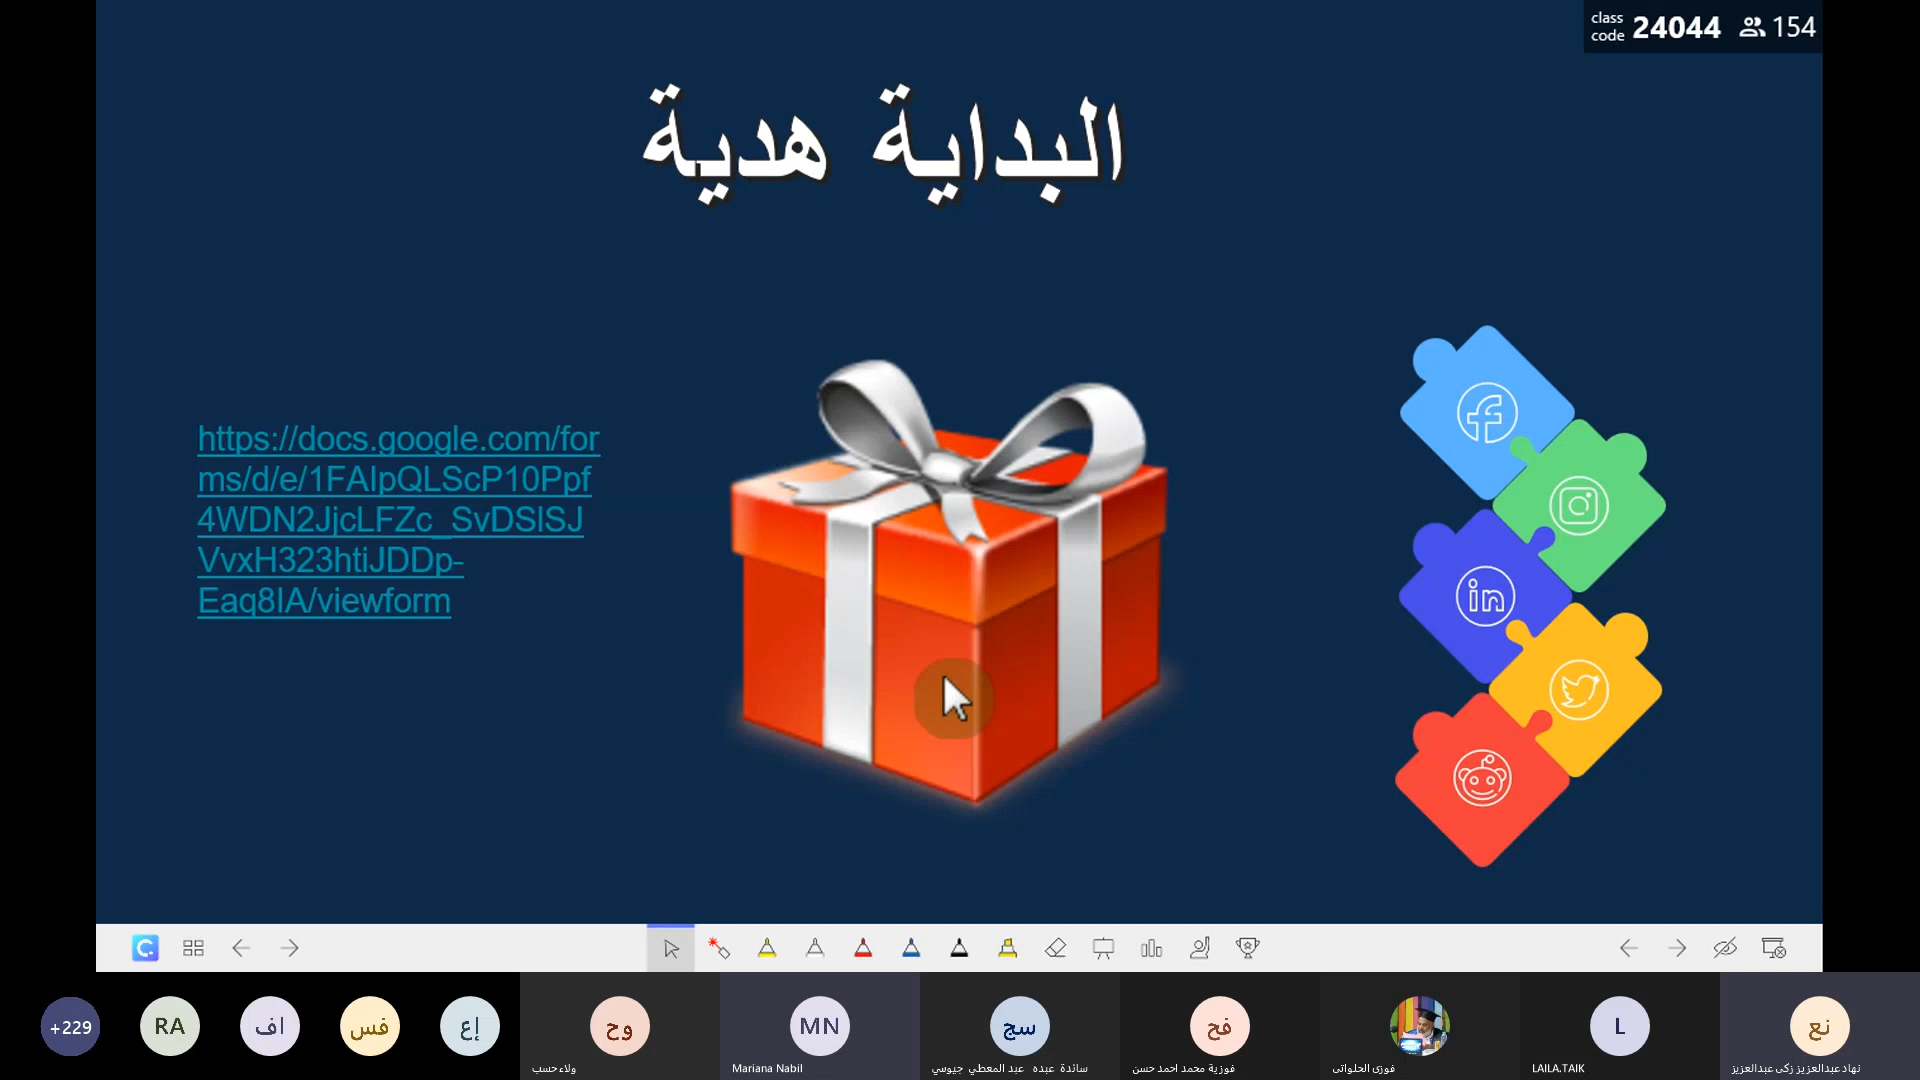 class code 24044 154
البداية هدية
https://docs.google.com/for
ms/d/e/1FAIpQLScP10Ppf
4WDN2JjcLFZc_SvDSlSJ
VvxH323htiJDDp-
Eaq8IA/viewform
+229
RA
اف
فس
إع
وح
MN
سج
فح
L
نع
ولاء حسب
Mariana Nabil
سائدة عبده عبد المعطي جيوسي
فوزية محمد احمد حسن
فوزى الحلوانى
LAILA.TAIK
نهاد عبدالعزيز زكى عبدالعزيز